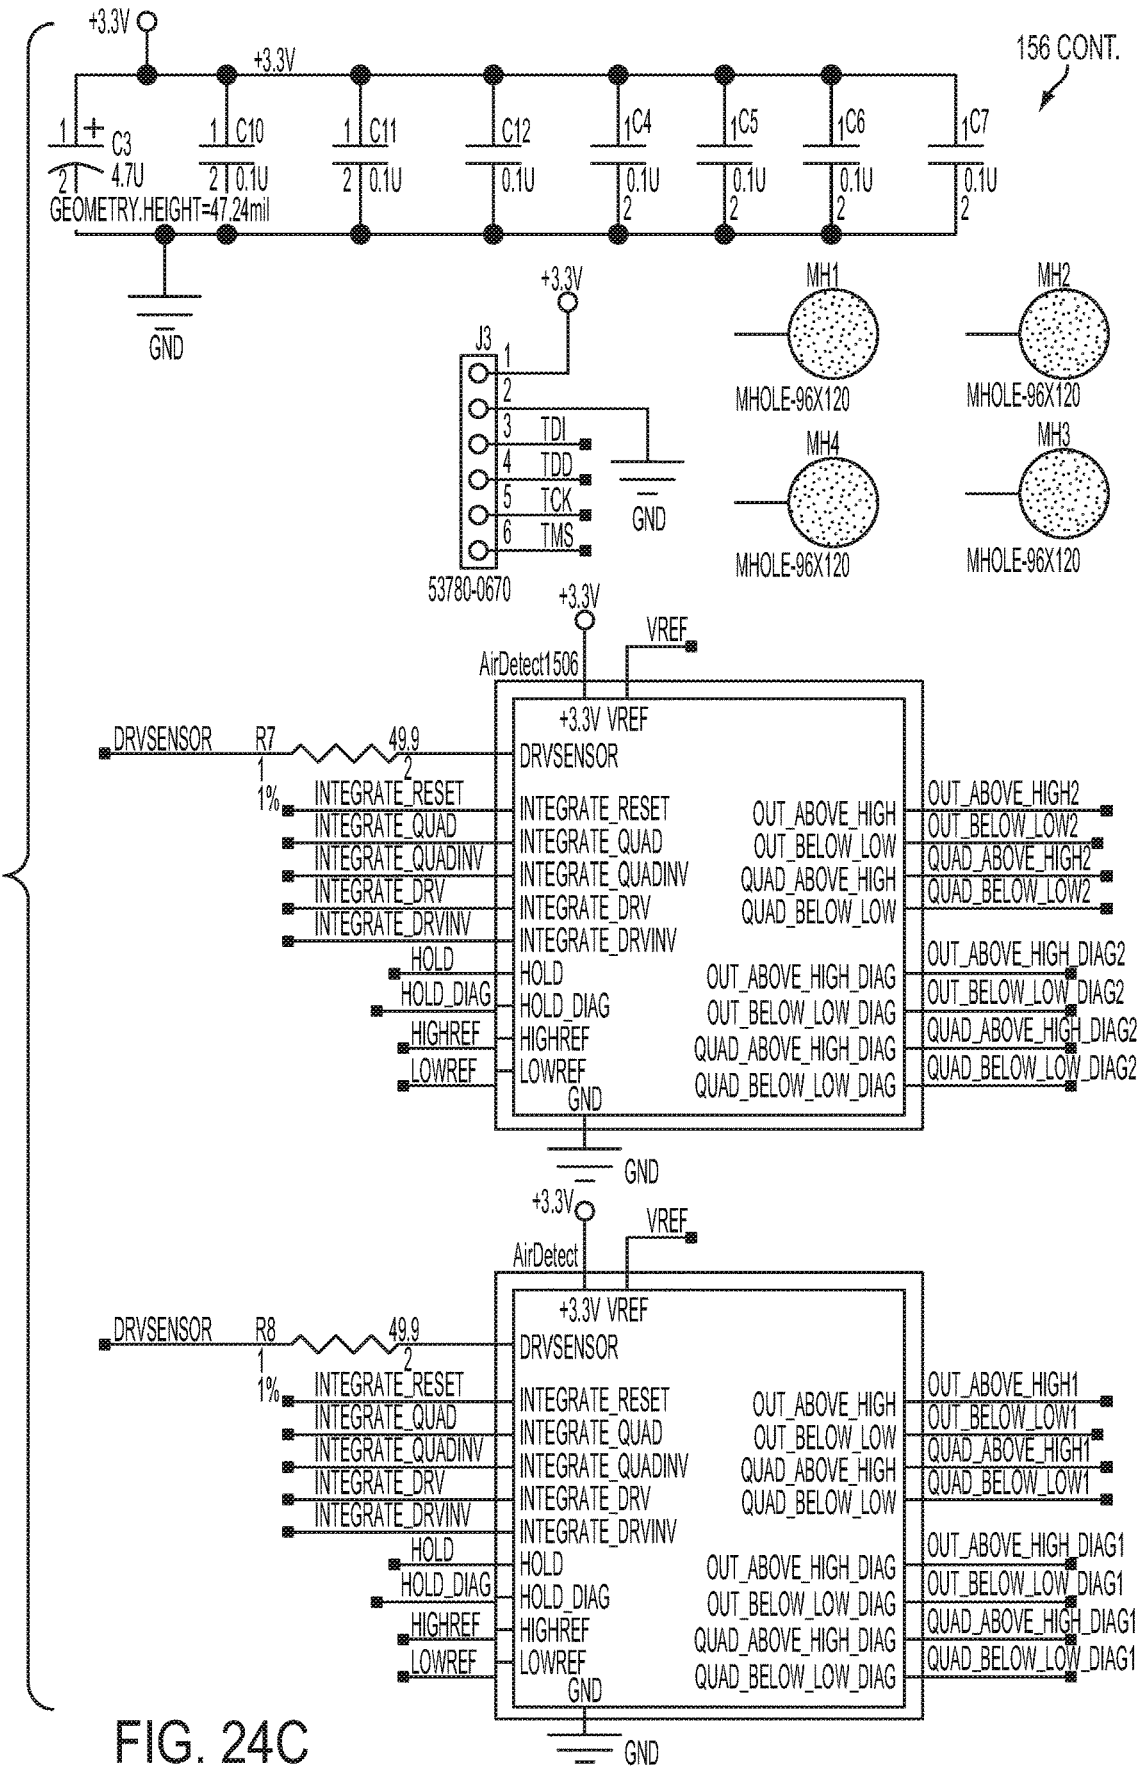 +3.3V
+3.3V
156 CONT.
1 + C3 4.7U 2
1 C10 2 0.1U
1 C11 2 0.1U
C12 0.1U
1 C4 0.1U 2
1 C5 0.1U 2
1 C6 0.1U 2
1 C7 0.1U 2
GEOMETRY.HEIGHT=47.24mil
GND
+3.3V
J3
1
2
3 TDI
4 TDD
5 TCK
6 TMS
53780-0670
GND
MH1
MHOLE-96X120
MH2
MHOLE-96X120
MH4
MHOLE-96X120
MH3
MHOLE-96X120
+3.3V
VREF
AirDetect1506
+3.3V VREF
DRVSENSOR R7 49.9 DRVSENSOR
1 2
1%
INTEGRATE_RESET INTEGRATE_RESET
INTEGRATE_QUAD INTEGRATE_QUAD
INTEGRATE_QUADINV INTEGRATE_QUADINV
INTEGRATE_DRV INTEGRATE_DRV
INTEGRATE_DRVINV INTEGRATE_DRVINV
HOLD HOLD
HOLD_DIAG HOLD_DIAG
HIGHREF HIGHREF
LOWREF LOWREF
GND
OUT_ABOVE_HIGH OUT_ABOVE_HIGH2
OUT_BELOW_LOW OUT_BELOW_LOW2
QUAD_ABOVE_HIGH QUAD_ABOVE_HIGH2
QUAD_BELOW_LOW QUAD_BELOW_LOW2
OUT_ABOVE_HIGH_DIAG OUT_ABOVE_HIGH_DIAG2
OUT_BELOW_LOW_DIAG OUT_BELOW_LOW_DIAG2
QUAD_ABOVE_HIGH_DIAG QUAD_ABOVE_HIGH_DIAG2
QUAD_BELOW_LOW_DIAG QUAD_BELOW_LOW_DIAG2
GND
+3.3V
VREF
AirDetect
+3.3V VREF
DRVSENSOR R8 49.9 DRVSENSOR
1 2
1%
INTEGRATE_RESET INTEGRATE_RESET
INTEGRATE_QUAD INTEGRATE_QUAD
INTEGRATE_QUADINV INTEGRATE_QUADINV
INTEGRATE_DRV INTEGRATE_DRV
INTEGRATE_DRVINV INTEGRATE_DRVINV
HOLD HOLD
HOLD_DIAG HOLD_DIAG
HIGHREF HIGHREF
LOWREF LOWREF
GND
OUT_ABOVE_HIGH OUT_ABOVE_HIGH1
OUT_BELOW_LOW OUT_BELOW_LOW1
QUAD_ABOVE_HIGH QUAD_ABOVE_HIGH1
QUAD_BELOW_LOW QUAD_BELOW_LOW1
OUT_ABOVE_HIGH_DIAG OUT_ABOVE_HIGH_DIAG1
OUT_BELOW_LOW_DIAG OUT_BELOW_LOW_DIAG1
QUAD_ABOVE_HIGH_DIAG QUAD_ABOVE_HIGH_DIAG1
QUAD_BELOW_LOW_DIAG QUAD_BELOW_LOW_DIAG1
GND
FIG. 24C